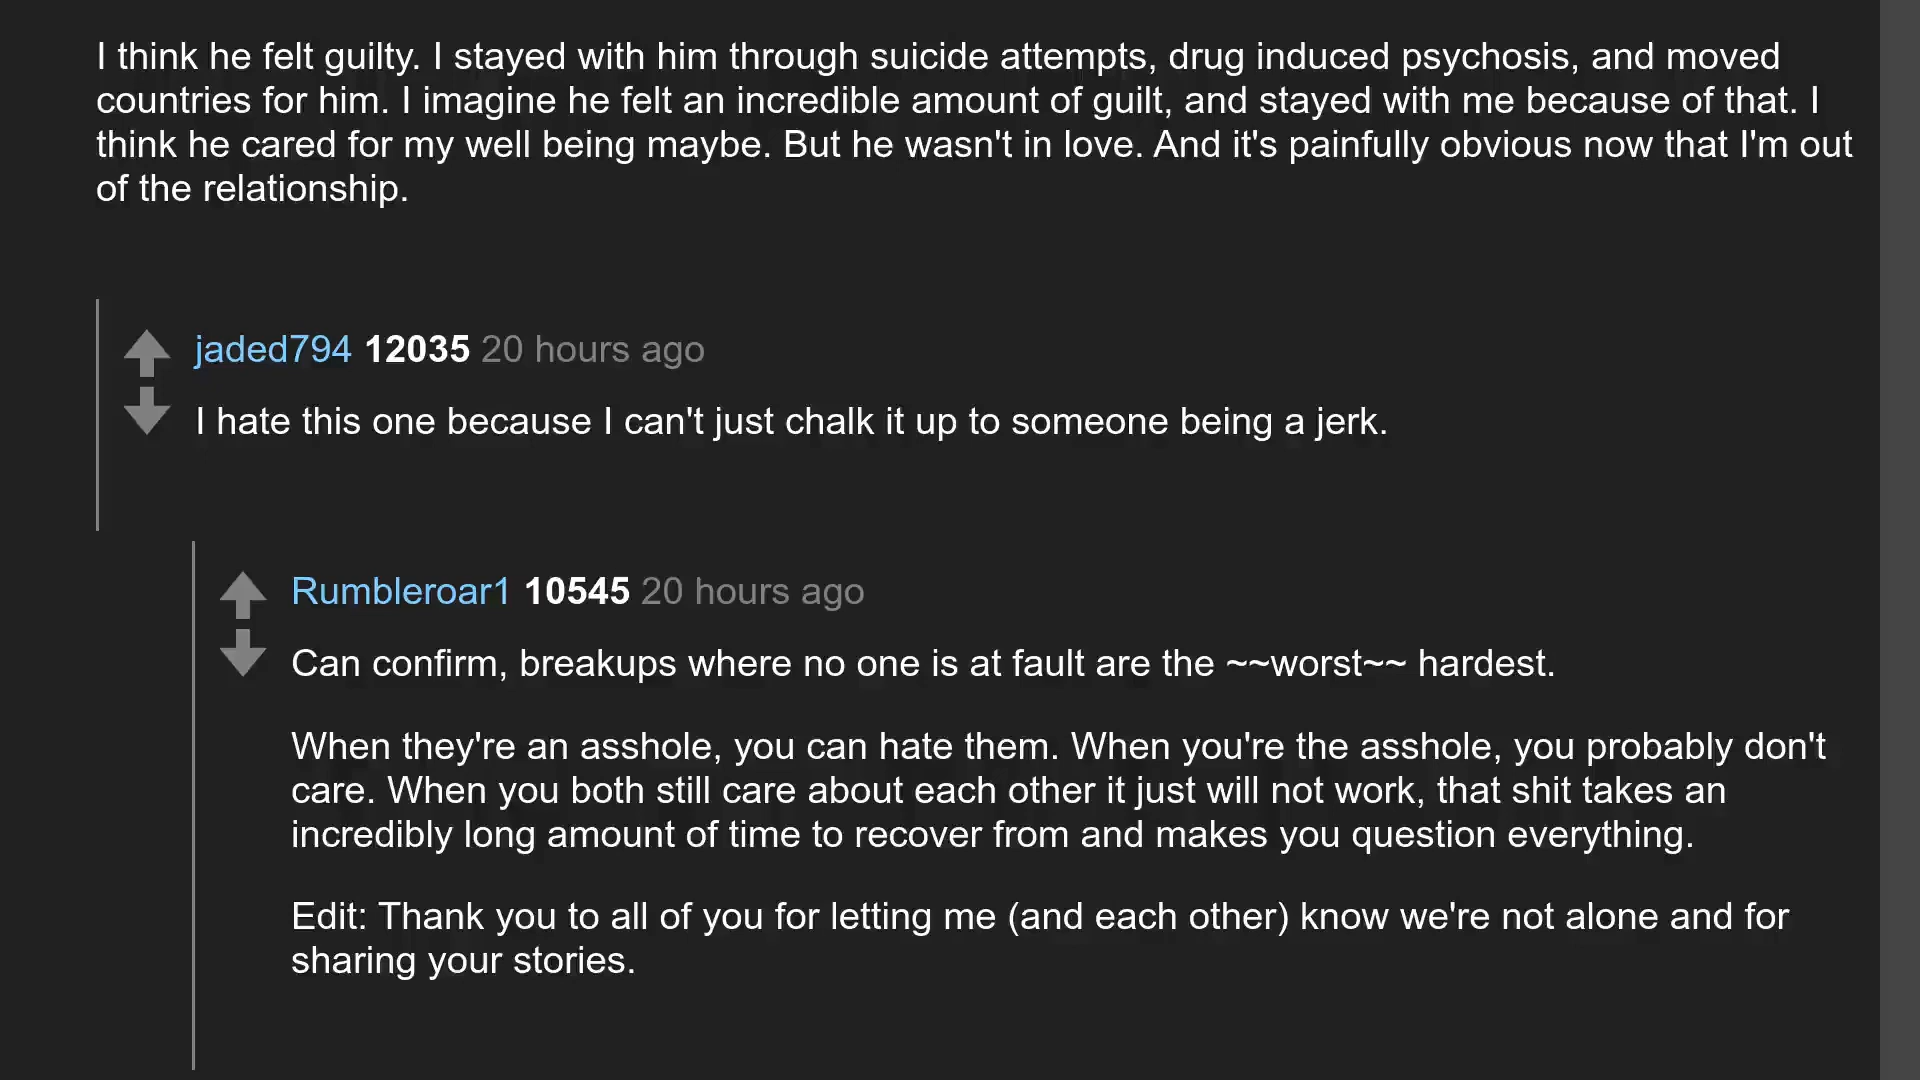 I think he felt guilty. I stayed with him through suicide attempts, drug induced psychosis, and moved
countries for him. I imagine he felt an incredible amount of guilt, and stayed with me because of that. I
think he cared for my well being maybe. But he wasn't in love. And it's painfully obvious now that I'm out
of the relationship.
jaded794 12035 20 hours ago
I hate this one because I can't just chalk it up to someone being a jerk.
Rumbleroar1 10545 20 hours ago
Can confirm, breakups where no one is at fault are the ~~worst~~ hardest.
When they're an asshole, you can hate them. When you're the asshole, you probably don't
care. When you both still care about each other it just will not work, that shit takes an
incredibly long amount of time to recover from and makes you question everything.
Edit: Thank you to all of you for letting me (and each other) know we're not alone and for
sharing your stories.